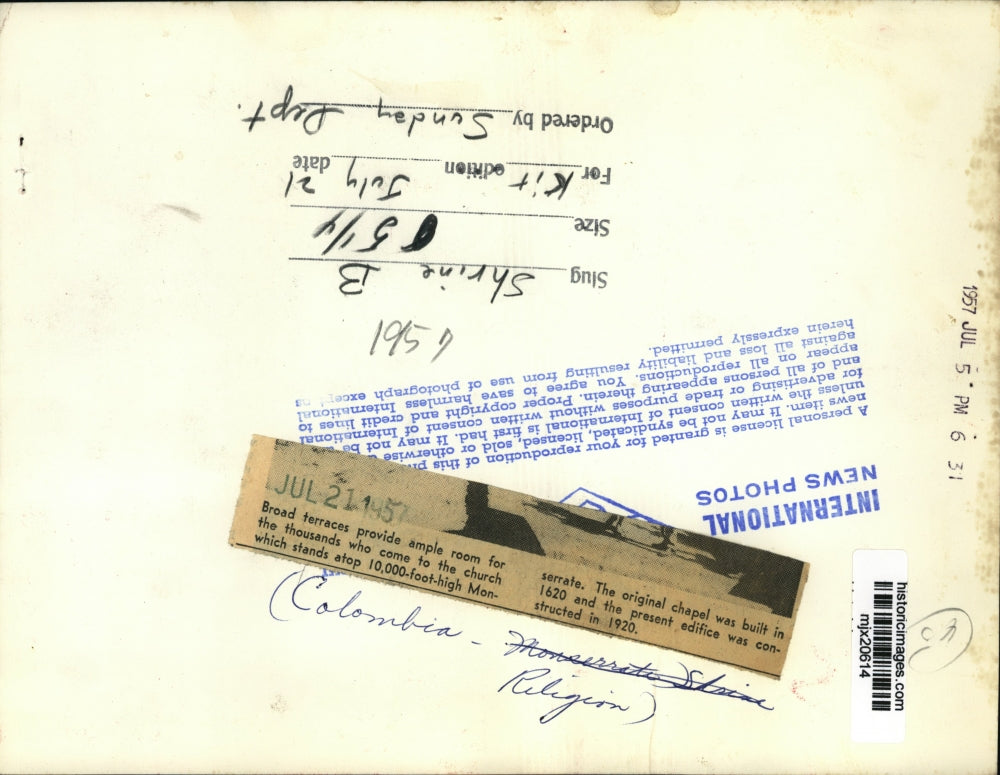 Slug Shrine B
Size 5 1/4
For Kit edition July 21 date
Ordered by Sunday Dept.
INTERNATIONAL
NEWS PHOTOS
A personal license is granted for your reproduction of this
news item. It may not be syndicated, licensed, sold or otherwise
unless the written consent of International is first had. It may not be
for advertising or trade purposes without written consent of International
and of all persons appearing therein. Proper copyright and credit lines to
appear on all reproductions. You agree to save harmless International
against all loss and liability resulting from use of photograph except as
herein expressly permitted.
1957 JUL 5 PM 6 31
JUL 21 1957
Broad terraces provide ample room for
the thousands who come to the church
which stands atop 10,000-foot-high Mon-
serrate. The original chapel was built in
1620 and the present edifice was con-
structed in 1920.
(Colombia - Monserrate Shrine
Religion)
historicimages.com
mjx20614